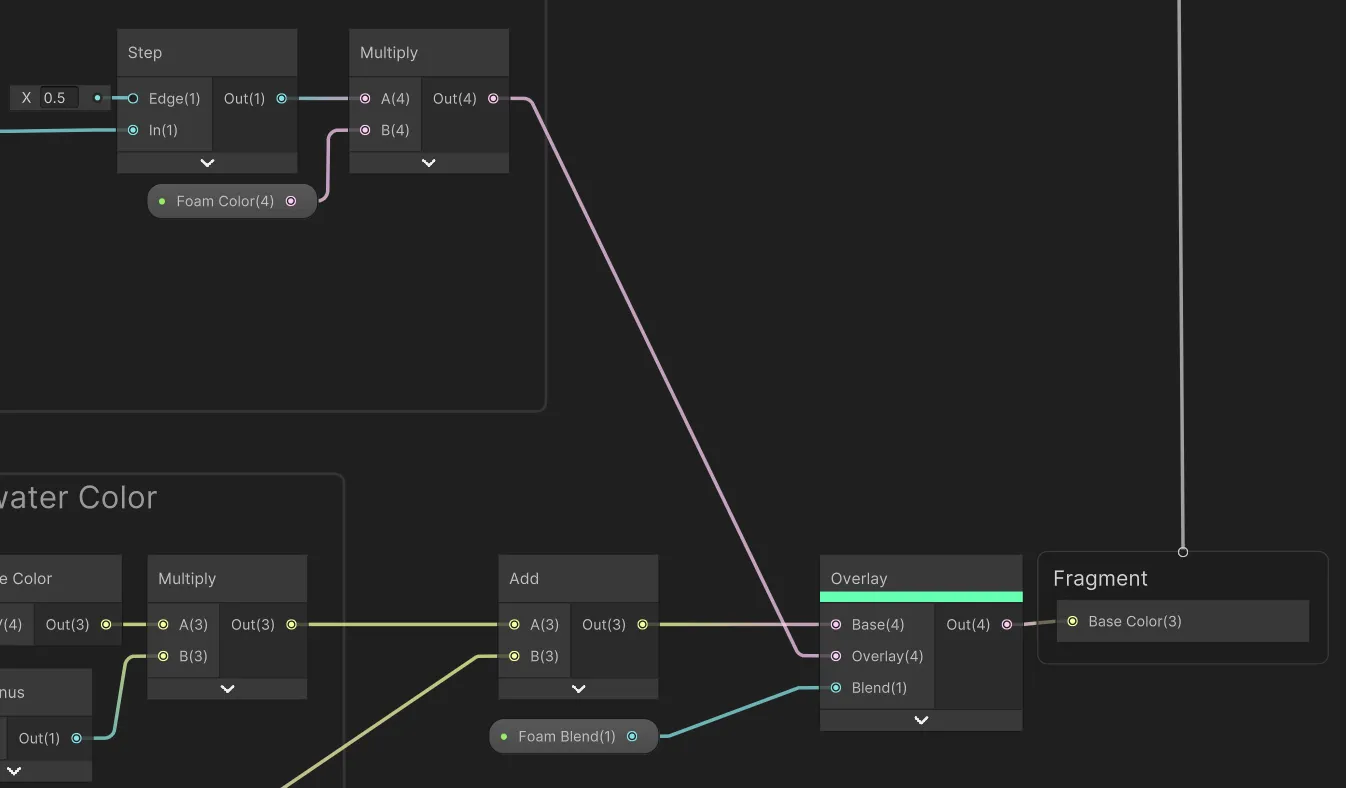 Step
Multiply
X 0.5
Edge(1)
Out(1)
A(4)
Out(4)
In(1)
B(4)
Foam Color(4)
water Color
e Color
Multiply
Add
Overlay
Fragment
V(4)
Out(3)
A(3)
Out(3)
A(3)
Out(3)
Base(4)
Out(4)
Base Color(3)
B(3)
B(3)
Overlay(4)
nus
Blend(1)
Out(1)
Foam Blend(1)